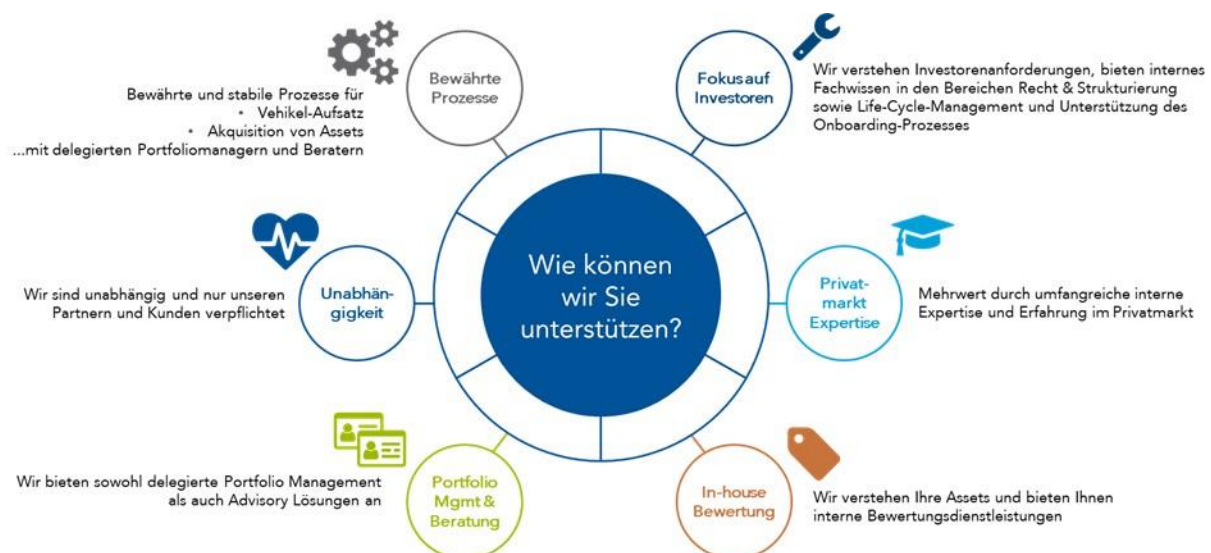 Bewährte
Prozesse
Bewährte und stabile Prozesse für
• Vehikel-Aufsatz
• Akquisition von Assets
...mit delegierten Portfoliomanagern und Beratern
Fokus auf
Investoren
Wir verstehen Investorenanforderungen, bieten internes
Fachwissen in den Bereichen Recht & Strukturierung
sowie Life-Cycle-Management und Unterstützung des
Onboarding-Prozesses
Wie können
wir Sie
unterstützen?
Unabhän-
gigkeit
Wir sind unabhängig und nur unseren
Partnern und Kunden verpflichtet
Privat-
markt
Expertise
Mehrwert durch umfangreiche interne
Expertise und Erfahrung im Privatmarkt
Portfolio
Mgmt &
Beratung
Wir bieten sowohl delegierte Portfolio Management
als auch Advisory Lösungen an
In-house
Bewertung
Wir verstehen Ihre Assets und bieten Ihnen
interne Bewertungsdienstleistungen